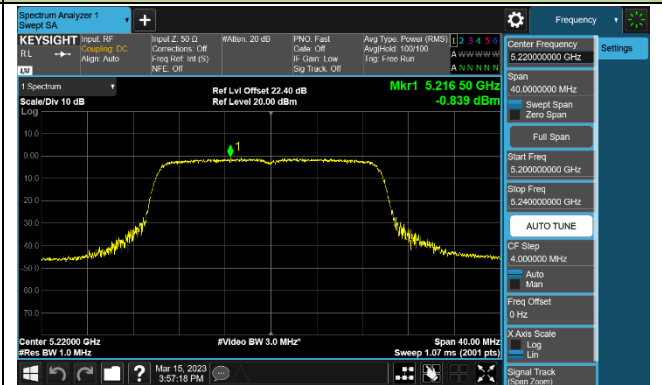 Spectrum Analyzer 1
Swept SA
Frequency
KEYSIGHT
RL
Input: RF
Coupling: DC
Align: Auto
Input Z: 50 Ω
Corrections: Off
Freq Ref: Int (S)
NFE: Off
#Atten: 20 dB
PNO: Fast
Gate: Off
IF Gain: Low
Sig Track: Off
Avg Type: Power (RMS)
Avg|Hold: 100/100
Trig: Free Run
1 2 3 4 5 6
A W W W W W
A N N N N N
1 Spectrum
Scale/Div 10 dB
Log
Ref Lvl Offset 22.40 dB
Ref Level 20.00 dBm
Mkr1 5.216 50 GHz
-0.839 dBm
1
10.0
0.00
10.0
20.0
30.0
40.0
-50.0
60.0
70.0
Center 5.22000 GHz
#Res BW 1.0 MHz
#Video BW 3.0 MHz*
Span 40.00 MHz
Sweep 1.07 ms (2001 pts)
Mar 15, 2023
3:57:18 PM
Center Frequency
5.220000000 GHz
Settings
Span
40.0000000 MHz
Swept Span
Zero Span
Full Span
Start Freq
5.200000000 GHz
Stop Freq
5.240000000 GHz
AUTO TUNE
CF Step
4.000000 MHz
Auto
Man
Freq Offset
0 Hz
X Axis Scale
Log
Lin
Signal Track
(Span Zoom)